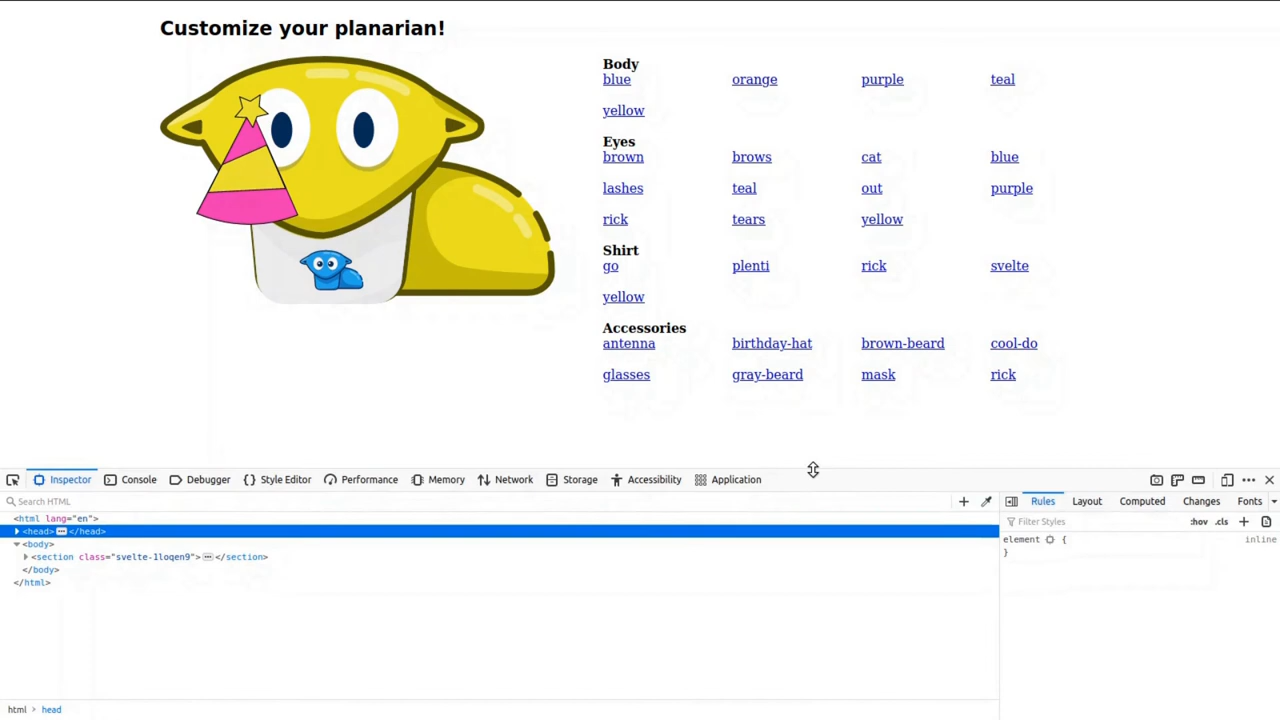 Customize your planarian!
Body
blue orange purple teal
yellow
Eyes
brown brows cat blue
lashes teal out purple
rick tears yellow
Shirt
go plenti rick svelte
yellow
Accessories
antenna birthday-hat brown-beard cool-do
glasses gray-beard mask rick
Inspector Console Debugger Style Editor Performance Memory Network Storage Accessibility Application
Search HTML
Rules Layout Computed Changes Fonts
<html lang="en">
<head> </head>
<body>
<section class="svelte-1loqen9"> </section>
</body>
</html>
Filter Styles :hov .cls
element { inline
}
html > head